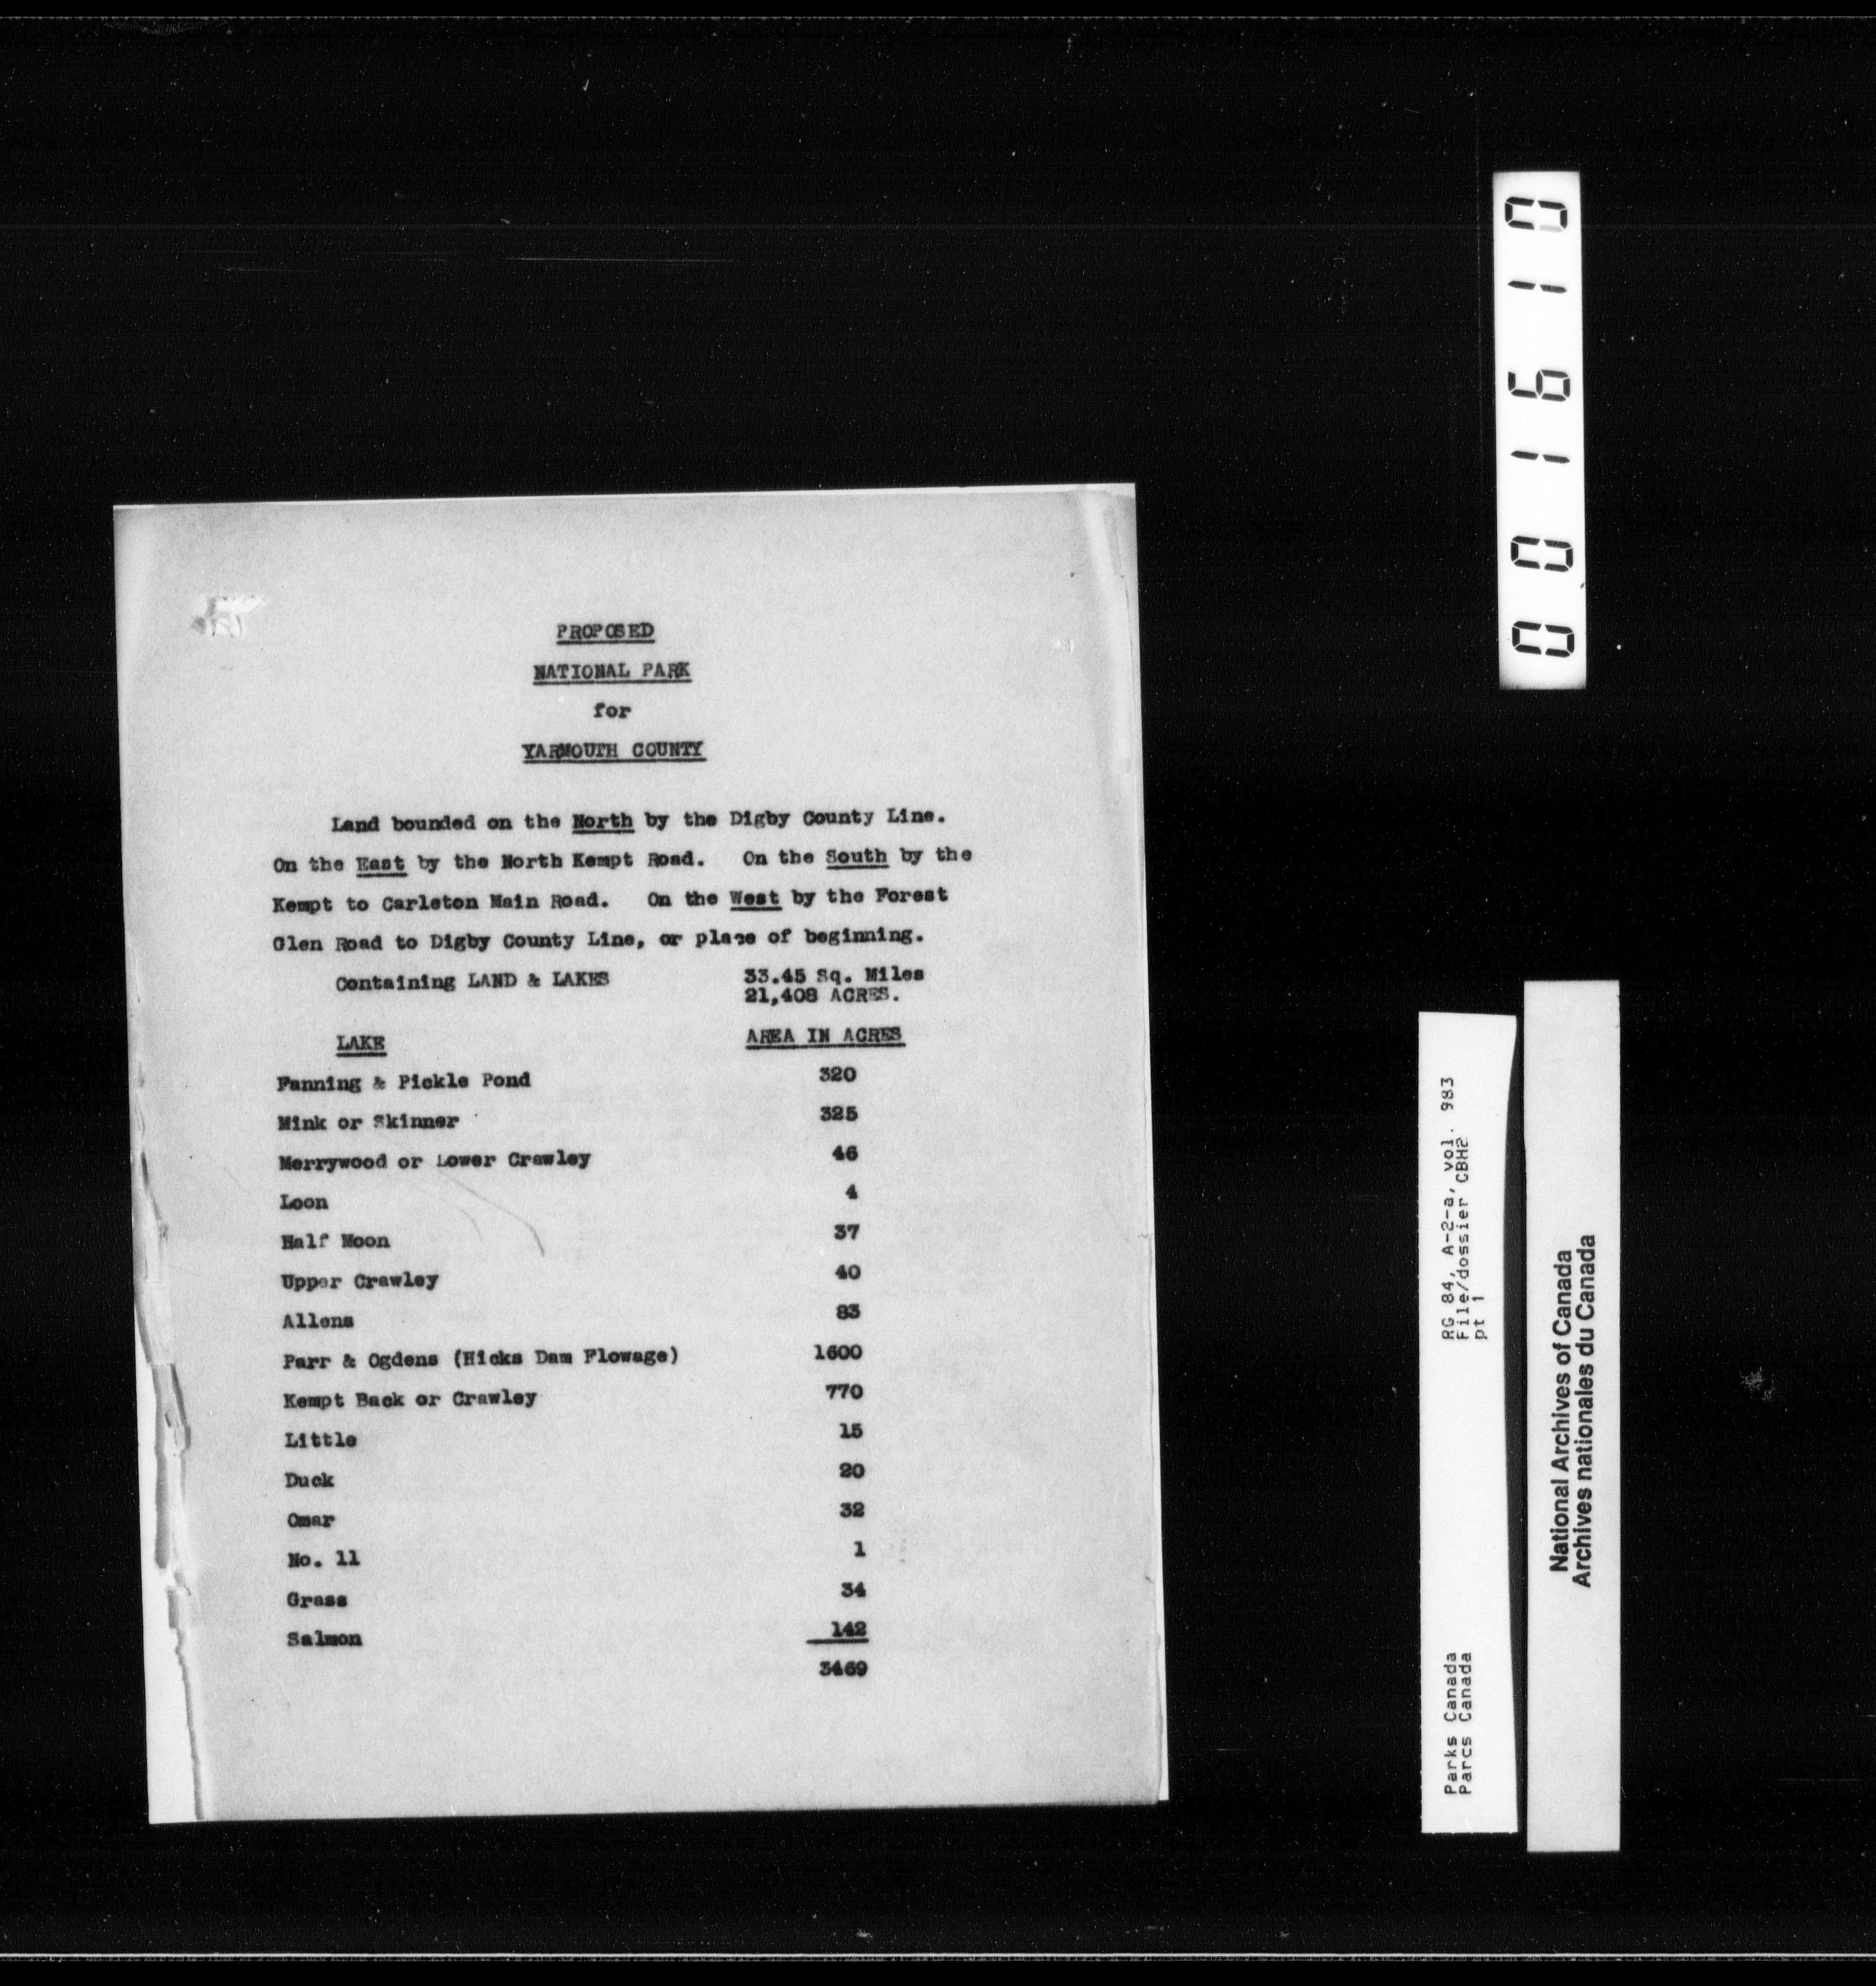 PROPOSED
NATIONAL PARK
for
YARMOUTH COUNTY
Land bounded on the North by the Digby County Line.
On the East by the North Kempt Road. On the South by the
Kempt to Carleton Main Road. On the West by the Forest
Glen Road to Digby County Line, or place of beginning.
Containing LAND & LAKES 33.45 Sq. Miles
21,408 ACRES.
LAKE AREA IN ACRES
Fanning & Pickle Pond 320
Mink or Skinner 325
Merrywood or Lower Crawley 46
Loon 4
Half Moon 37
Upper Crawley 40
Allens 83
Parr & Ogdens (Hicks Dam Flowage) 1600
Kempt Back or Crawley 770
Little 15
Duck 20
Omar 32
No. 11 1
Grass 34
Salmon 142
3469
001610
Parks Canada RG 84, A-2-a, vol. 983
Parcs Canada File/dossier CBH2
pt 1
National Archives of Canada
Archives nationales du Canada